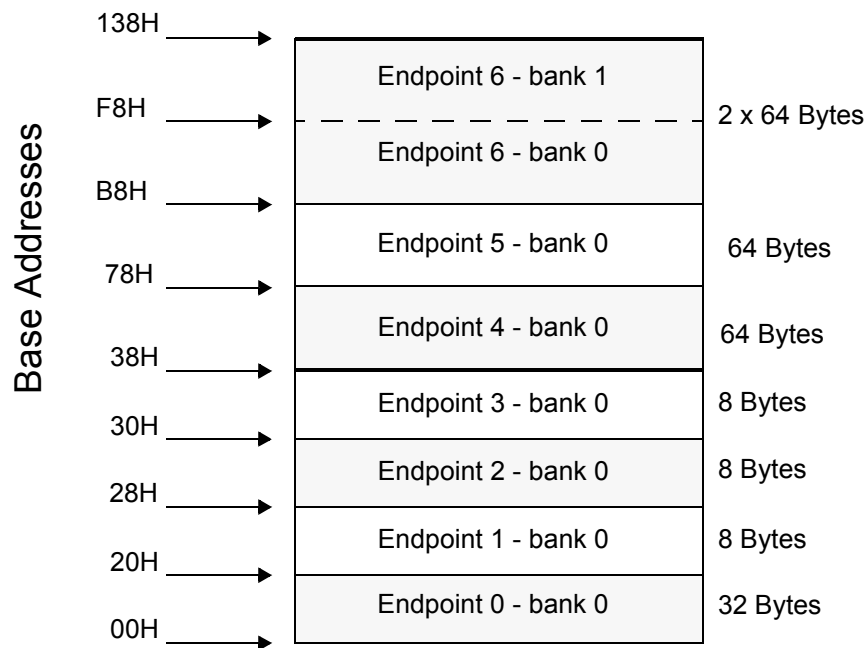 138H
Endpoint 6 - bank 1
F8H
2 x 64 Bytes
Endpoint 6 - bank 0
B8H
Endpoint 5 - bank 0
64 Bytes
78H
Endpoint 4 - bank 0
64 Bytes
38H
Endpoint 3 - bank 0
8 Bytes
30H
Endpoint 2 - bank 0
8 Bytes
28H
Endpoint 1 - bank 0
8 Bytes
20H
Endpoint 0 - bank 0
32 Bytes
00H
Base Addresses